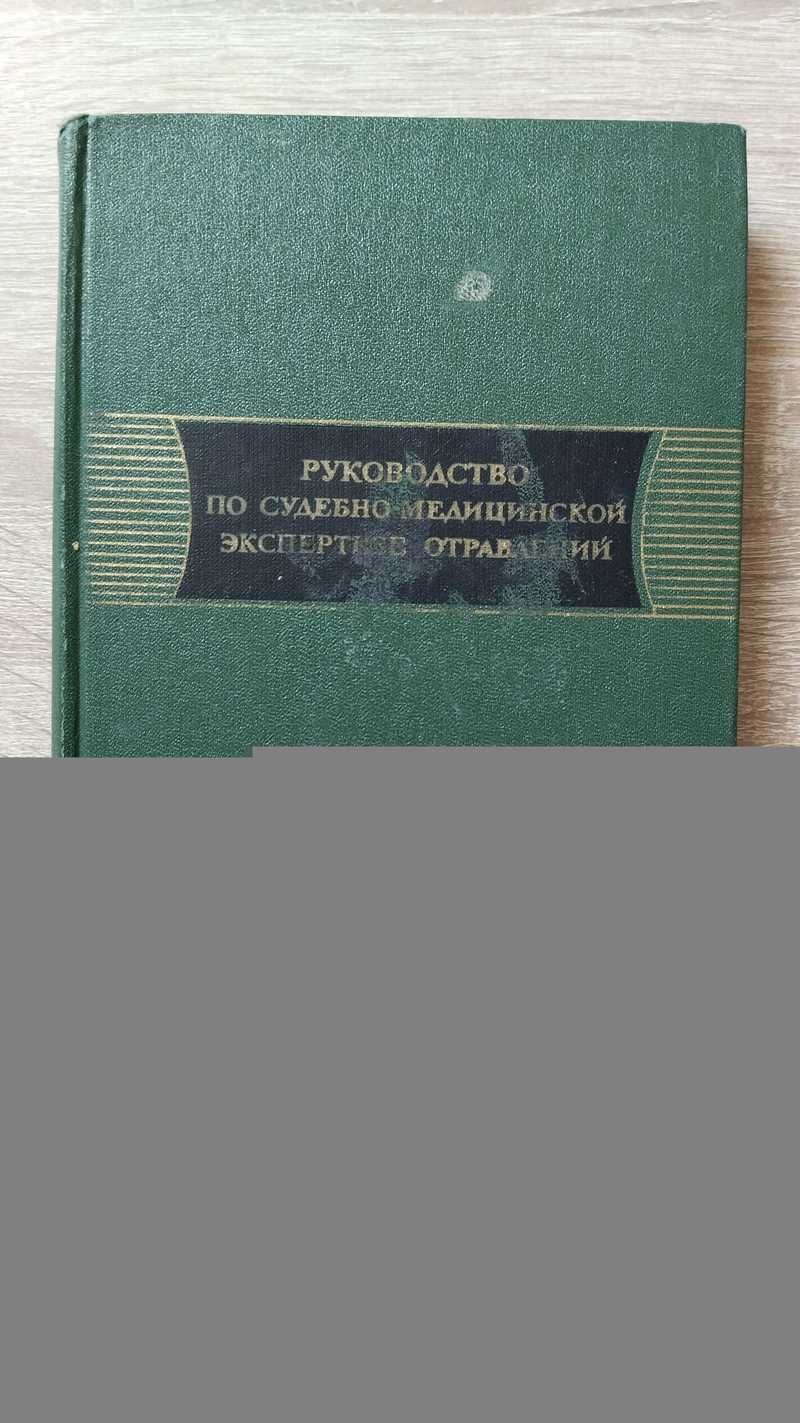 РУКОВОДСТВО
ПО СУДЕБНО-МЕДИЦИНСКОЙ
ЭКСПЕРТИЗЕ ОТРАВЛЕНИЙ